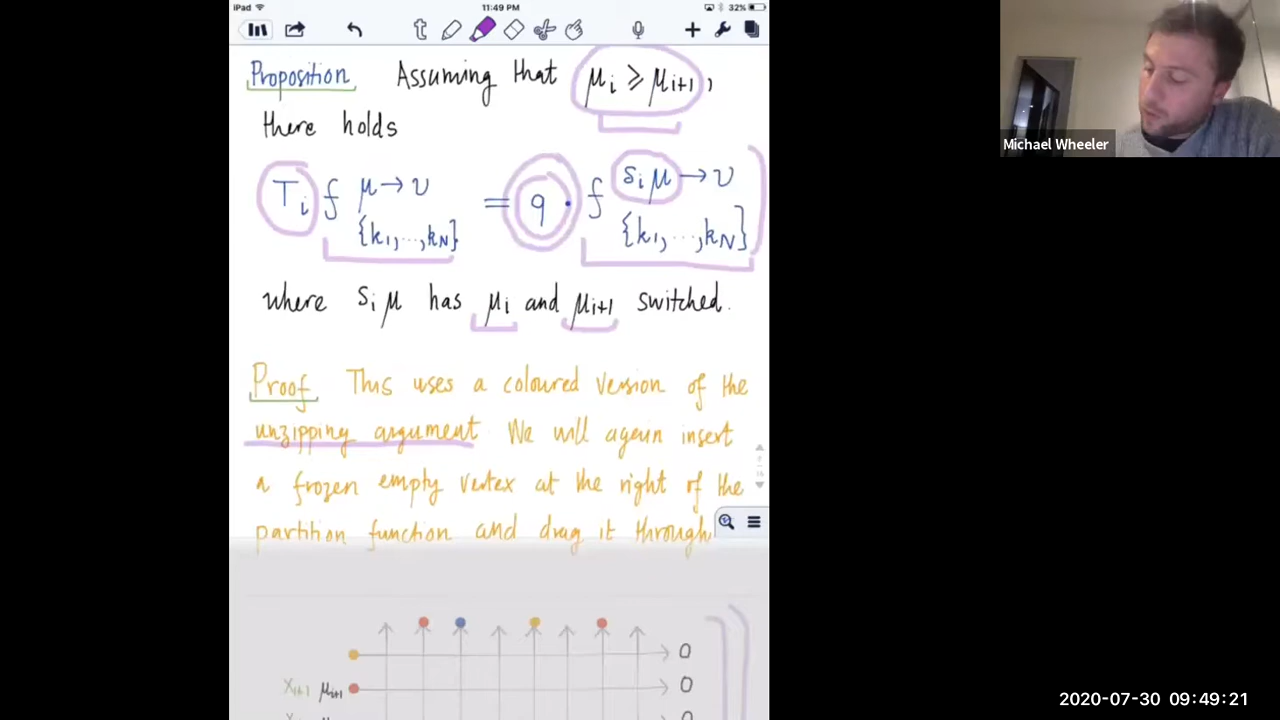 iPad 11:49 PM 32%
Proposition Assuming that μi ⩾ μi+1,
there holds
Ti f μ→υ {k1,...,kN} = q · f siμ→υ {k1,...,kN}
where siμ has μi and μi+1 switched.
Proof This uses a coloured version of the
unzipping argument. We will again insert
a frozen empty vertex at the right of the
partition function and drag it through
0
xi+1 μi+1 0
0
Michael Wheeler
2020-07-30 09:49:21